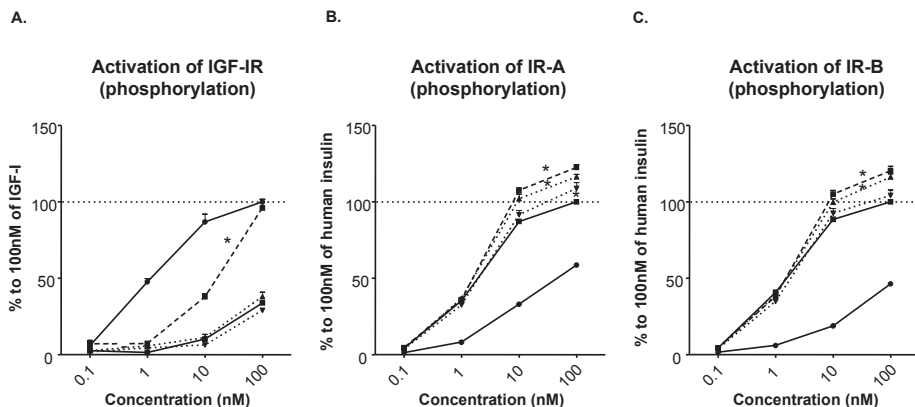 A.
Activation of IGF-IR
(phosphorylation)
% to 100nM of IGF-I
150
100
50
0
*
0.1
1
10
100
Concentration (nM)
B.
Activation of IR-A
(phosphorylation)
% to 100nM of human insulin
150
100
50
0
*
*
*
0.1
1
10
100
Concentration (nM)
C.
Activation of IR-B
(phosphorylation)
% to 100nM of human insulin
150
100
50
0
*
*
0.1
1
10
100
Concentration (nM)